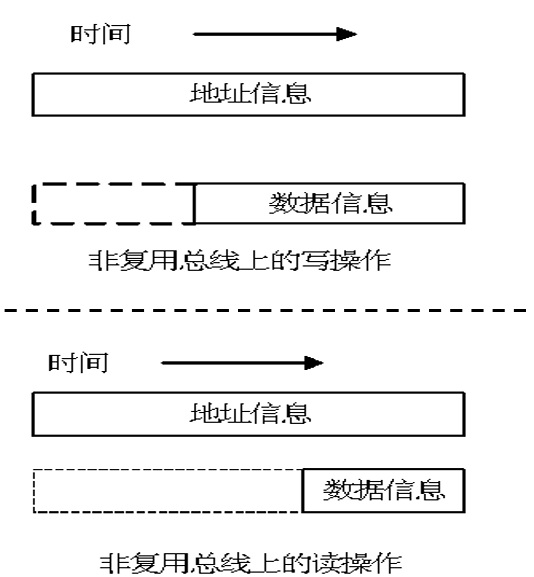 时间
地址信息
数据信息
非复用总线上的写操作
时间
地址信息
数据信息
非复用总线上的读操作